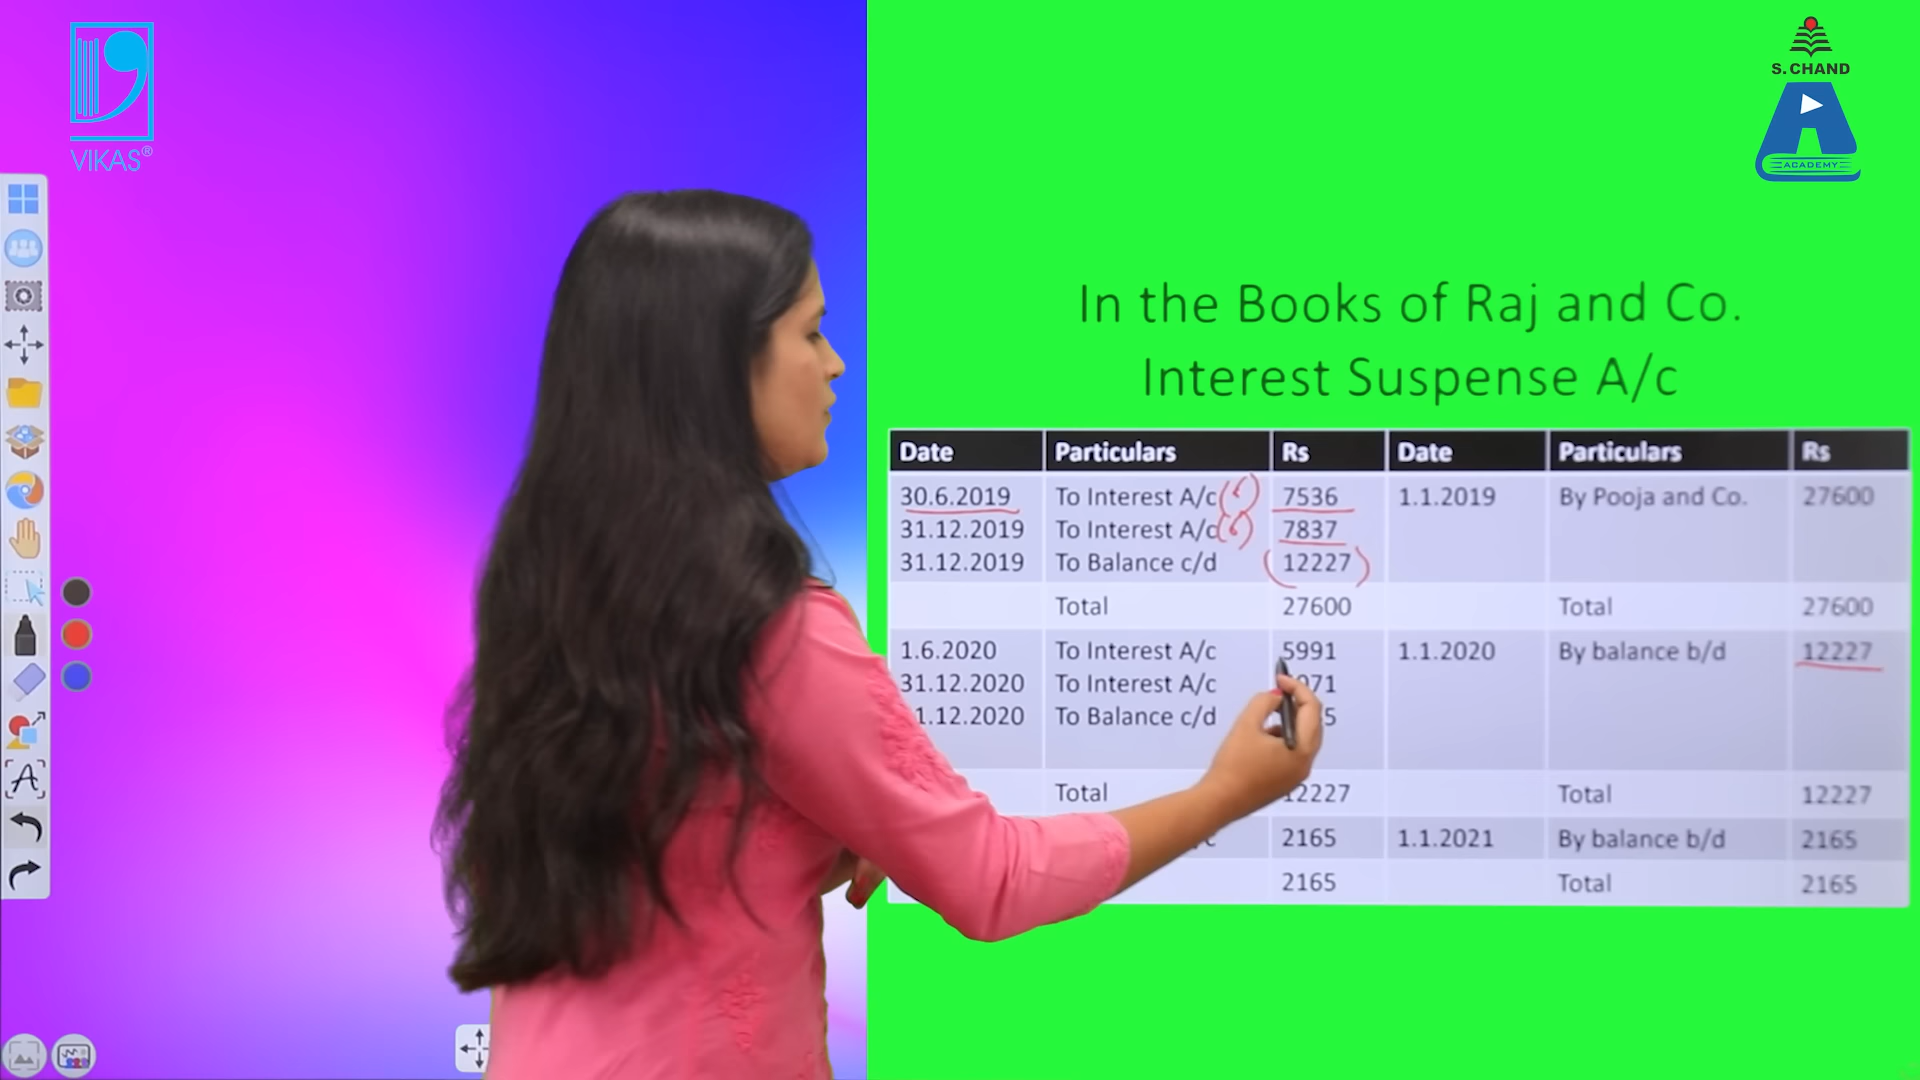 VIKAS®
S. CHAND
ACADEMY
In the Books of Raj and Co.
Interest Suspense A/c
Date Particulars Rs Date Particulars Rs
30.6.2019 To Interest A/c 7536 1.1.2019 By Pooja and Co. 27600
31.12.2019 To Interest A/c 7837
31.12.2019 To Balance c/d 12227
Total 27600 Total 27600
1.6.2020 To Interest A/c 5991 1.1.2020 By balance b/d 12227
31.12.2020 To Interest A/c
To Balance c/d
Total 12227 Total 12227
2165 1.1.2021 By balance b/d 2165
2165 Total 2165